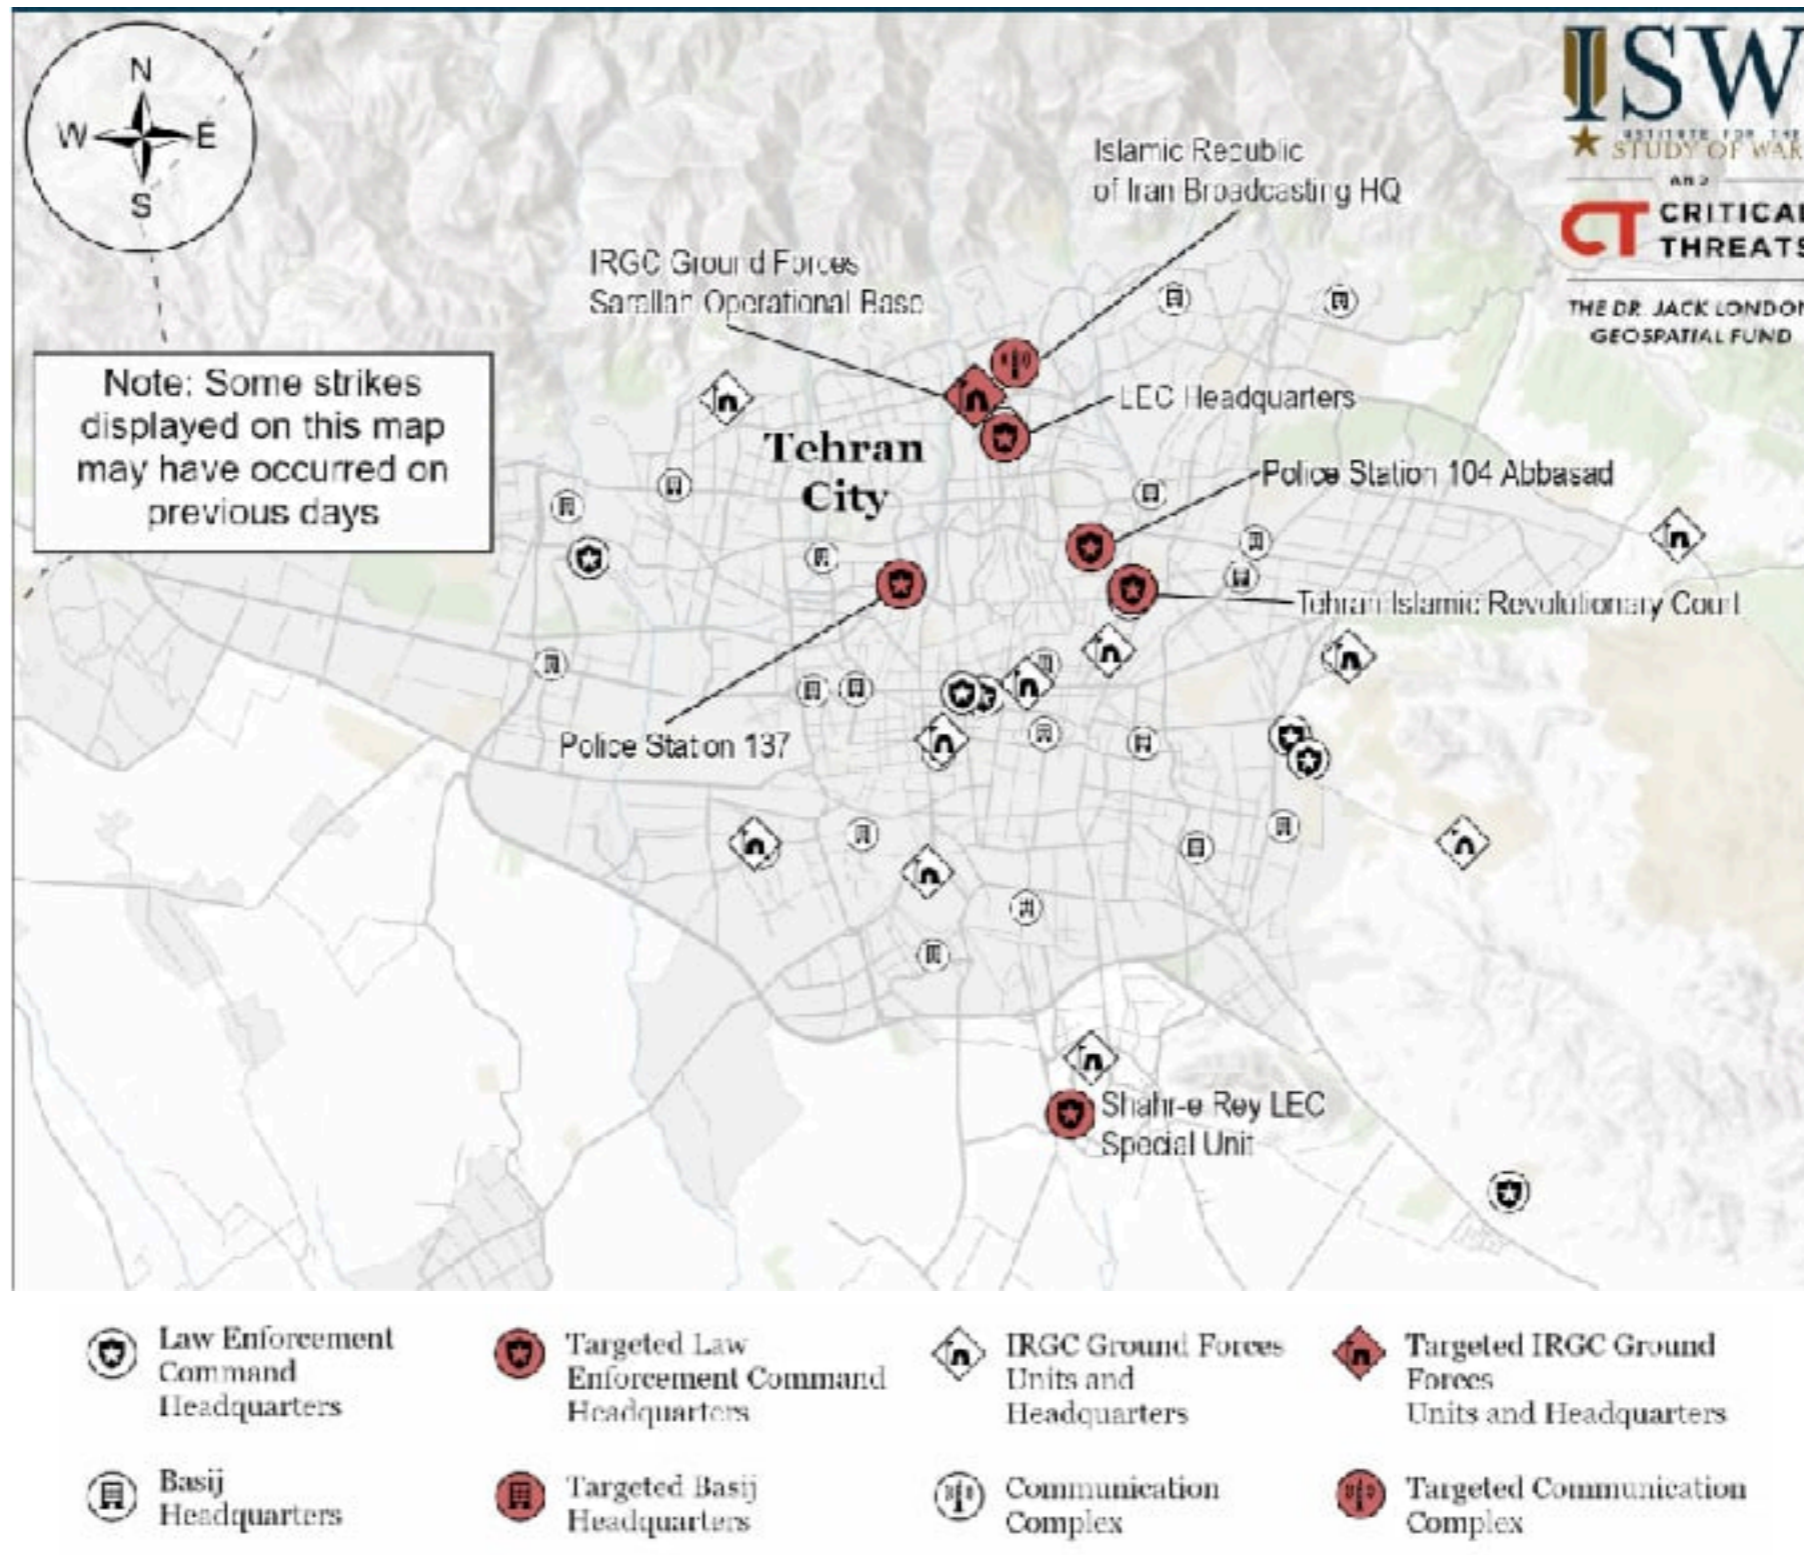 N
W E
S
ISW
INSTITUTE FOR THE
STUDY OF WAR
AND
CT CRITICAL
THREATS
THE DR. JACK LONDON
GEOSPATIAL FUND
Islamic Republic
of Iran Broadcasting HQ
IRGC Ground Forces
Sarallah Operational Base
Note: Some strikes
displayed on this map
may have occurred on
previous days
LEC Headquarters
Tehran
City
Police Station 104 Abbasad
Tehran Islamic Revolutionary Court
Police Station 137
Shahr-e Rey LEC
Special Unit
Law Enforcement
Command
Headquarters
Targeted Law
Enforcement Command
Headquarters
IRGC Ground Forces
Units and
Headquarters
Targeted IRGC Ground
Forces
Units and Headquarters
Basij
Headquarters
Targeted Basij
Headquarters
Communication
Complex
Targeted Communication
Complex